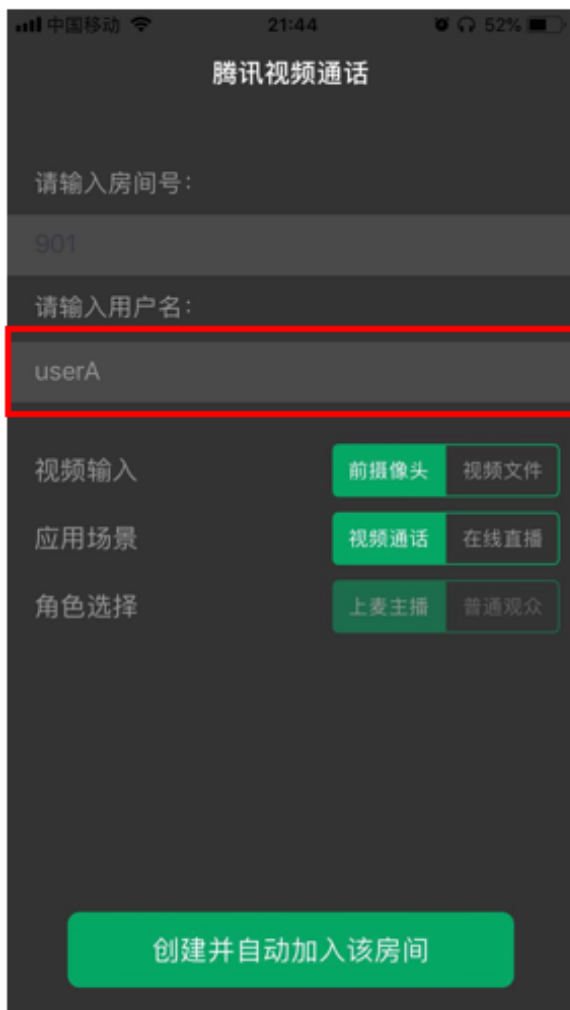 中国移动 21:44 52%
腾讯视频通话
请输入房间号:
901
请输入用户名:
userA
视频输入 前摄像头 视频文件
应用场景 视频通话 在线直播
角色选择 上麦主播 普通观众
创建并自动加入该房间